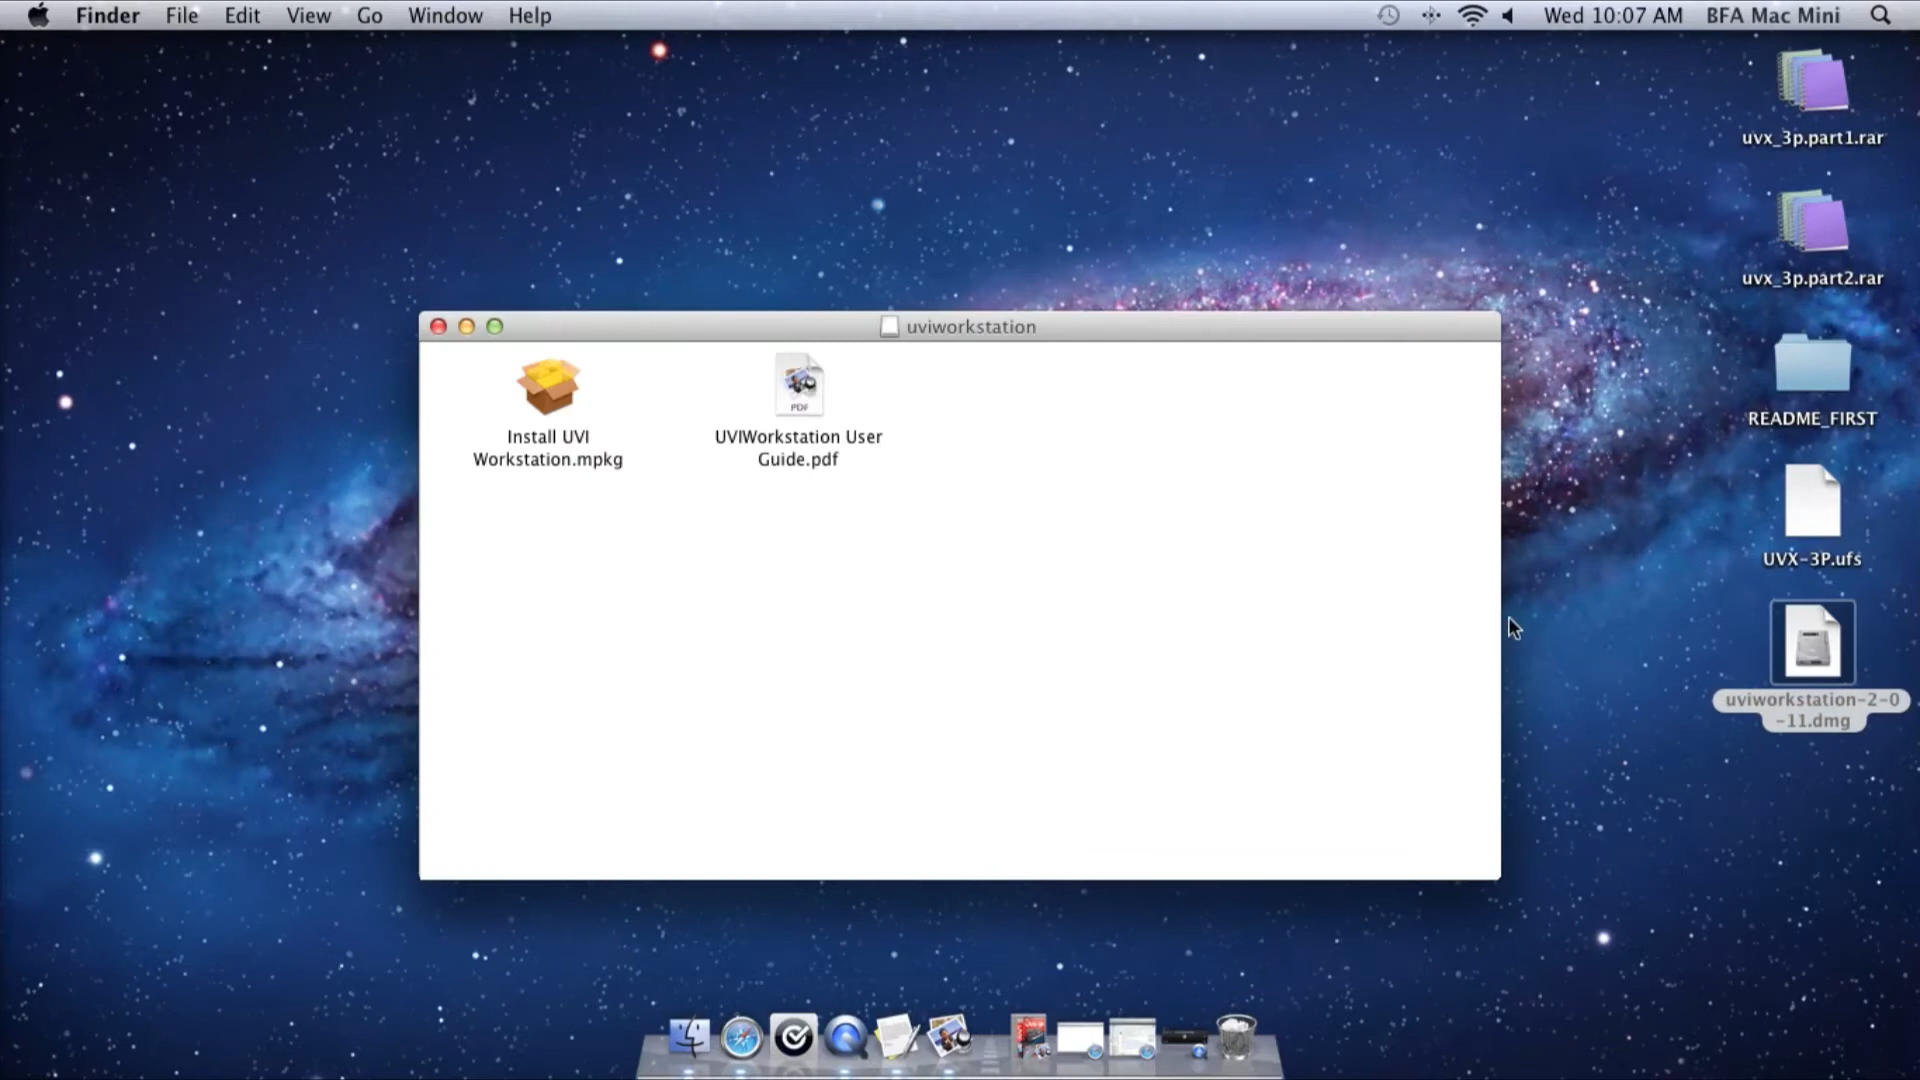 Finder File Edit View Go Window Help Wed 10:07 AM BFA Mac Mini
uvx_3p.part1.rar
uvx_3p.part2.rar
README_FIRST
UVX-3P.ufs
uviworkstation-2-0
-11.dmg
uviworkstation
Install UVI
Workstation.mpkg
PDF
UVIWorkstation User
Guide.pdf